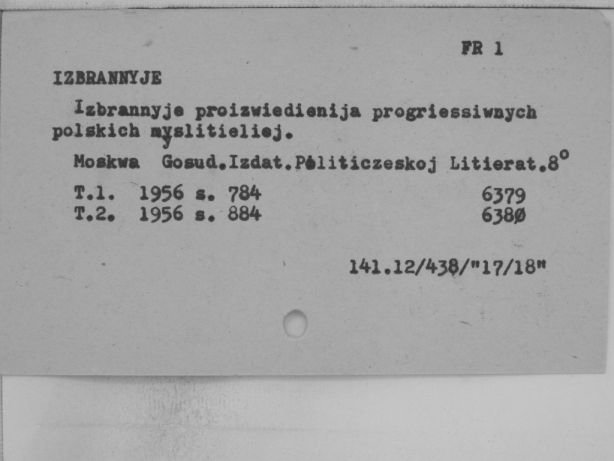 FR 1
IZBRANNYJE
Izbrannyje proizwiedienija progriessiwnych
polskich myslitieliej.
Moskwa Gosud.Izdat.Politiczeskoj Litierat.8°
T.1. 1956 s. 784 6379
T.2. 1956 s. 884 6380
141.12/438/"17/18"